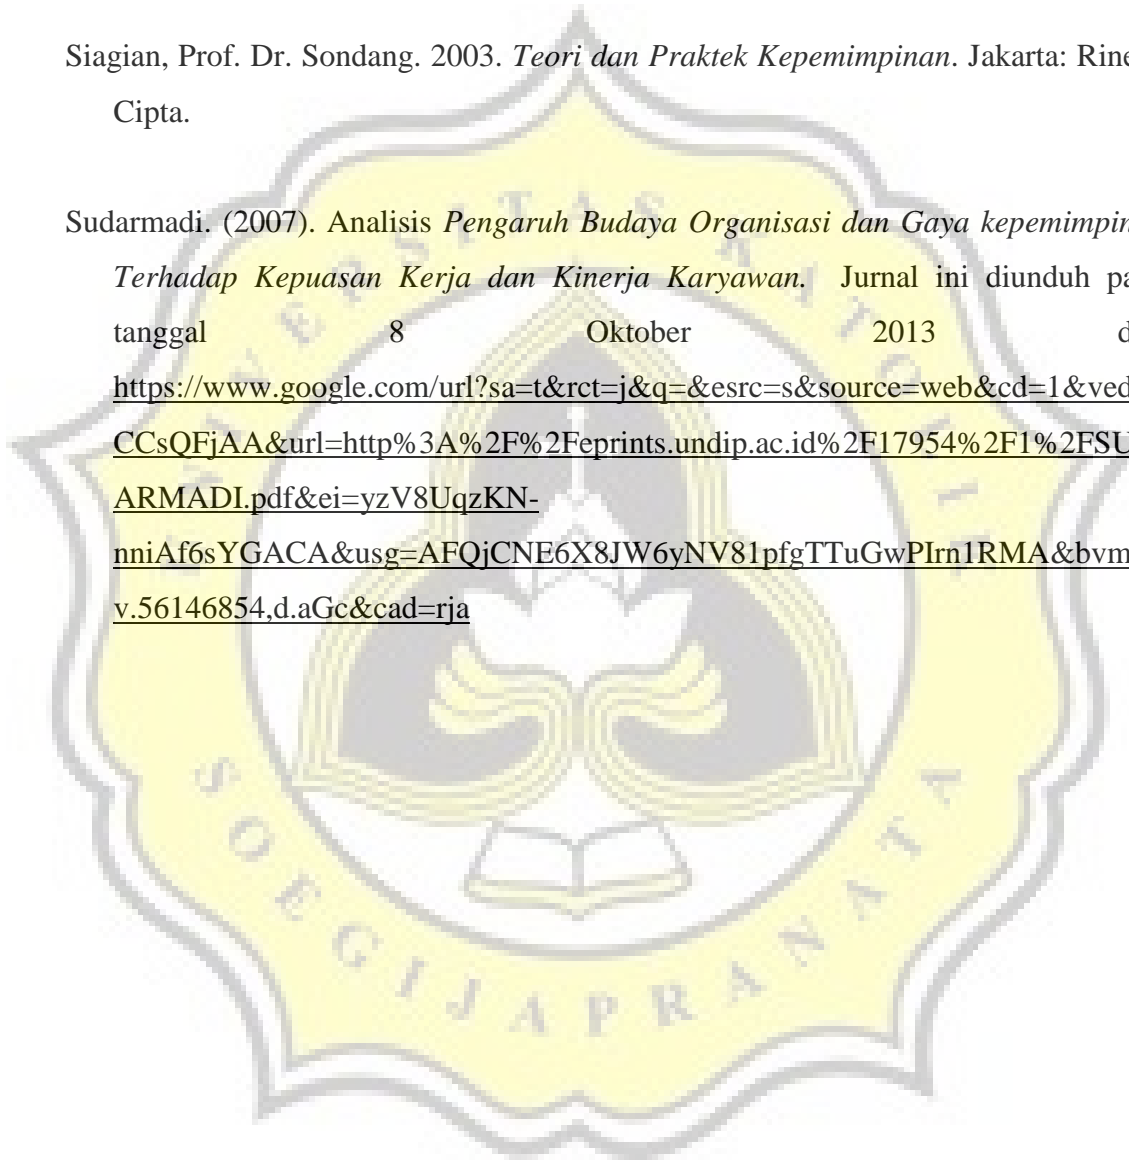 Siagian, Prof. Dr. Sondang. 2003. Teori dan Praktek Kepemimpinan. Jakarta: Rine
Cipta.
Sudarmadi. (2007). Analisis Pengaruh Budaya Organisasi dan Gaya kepemimpin
Terhadap Kepuasan Kerja dan Kinerja Karyawan. Jurnal ini diunduh pa
tanggal 8 Oktober 2013 d
https://www.google.com/url?sa=t&rct=j&q=&esrc=s&source=web&cd=1&ved
CCsQFjAA&url=http%3A%2F%2Feprints.undip.ac.id%2F17954%2F1%2FSU
ARMADI.pdf&ei=yzV8UqzKN-
nniAf6sYGACA&usg=AFQjCNE6X8JW6yNV81pfgTTuGwPIrn1RMA&bvm
v.56146854,d.aGc&cad=rja
UNIVERSITAS KATOLIK
SOEGIJAPRANATA